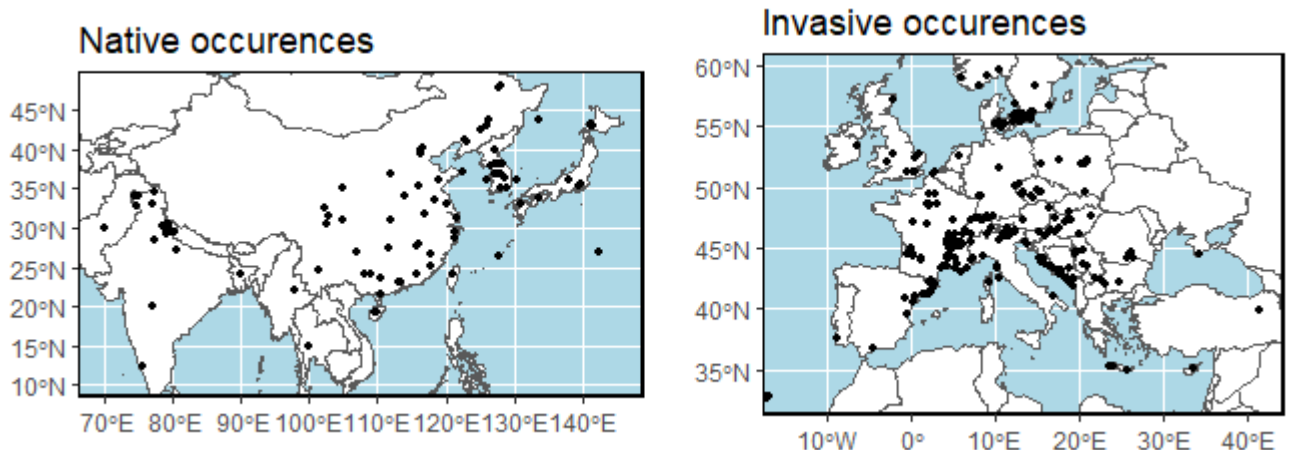 Native occurences
45°N
40°N
35°N
30°N
25°N
20°N
15°N
10°N
70°E 80°E 90°E 100°E 110°E 120°E 130°E 140°E
Invasive occurences
60°N
55°N
50°N
45°N
40°N
35°N
10°W 0° 10°E 20°E 30°E 40°E